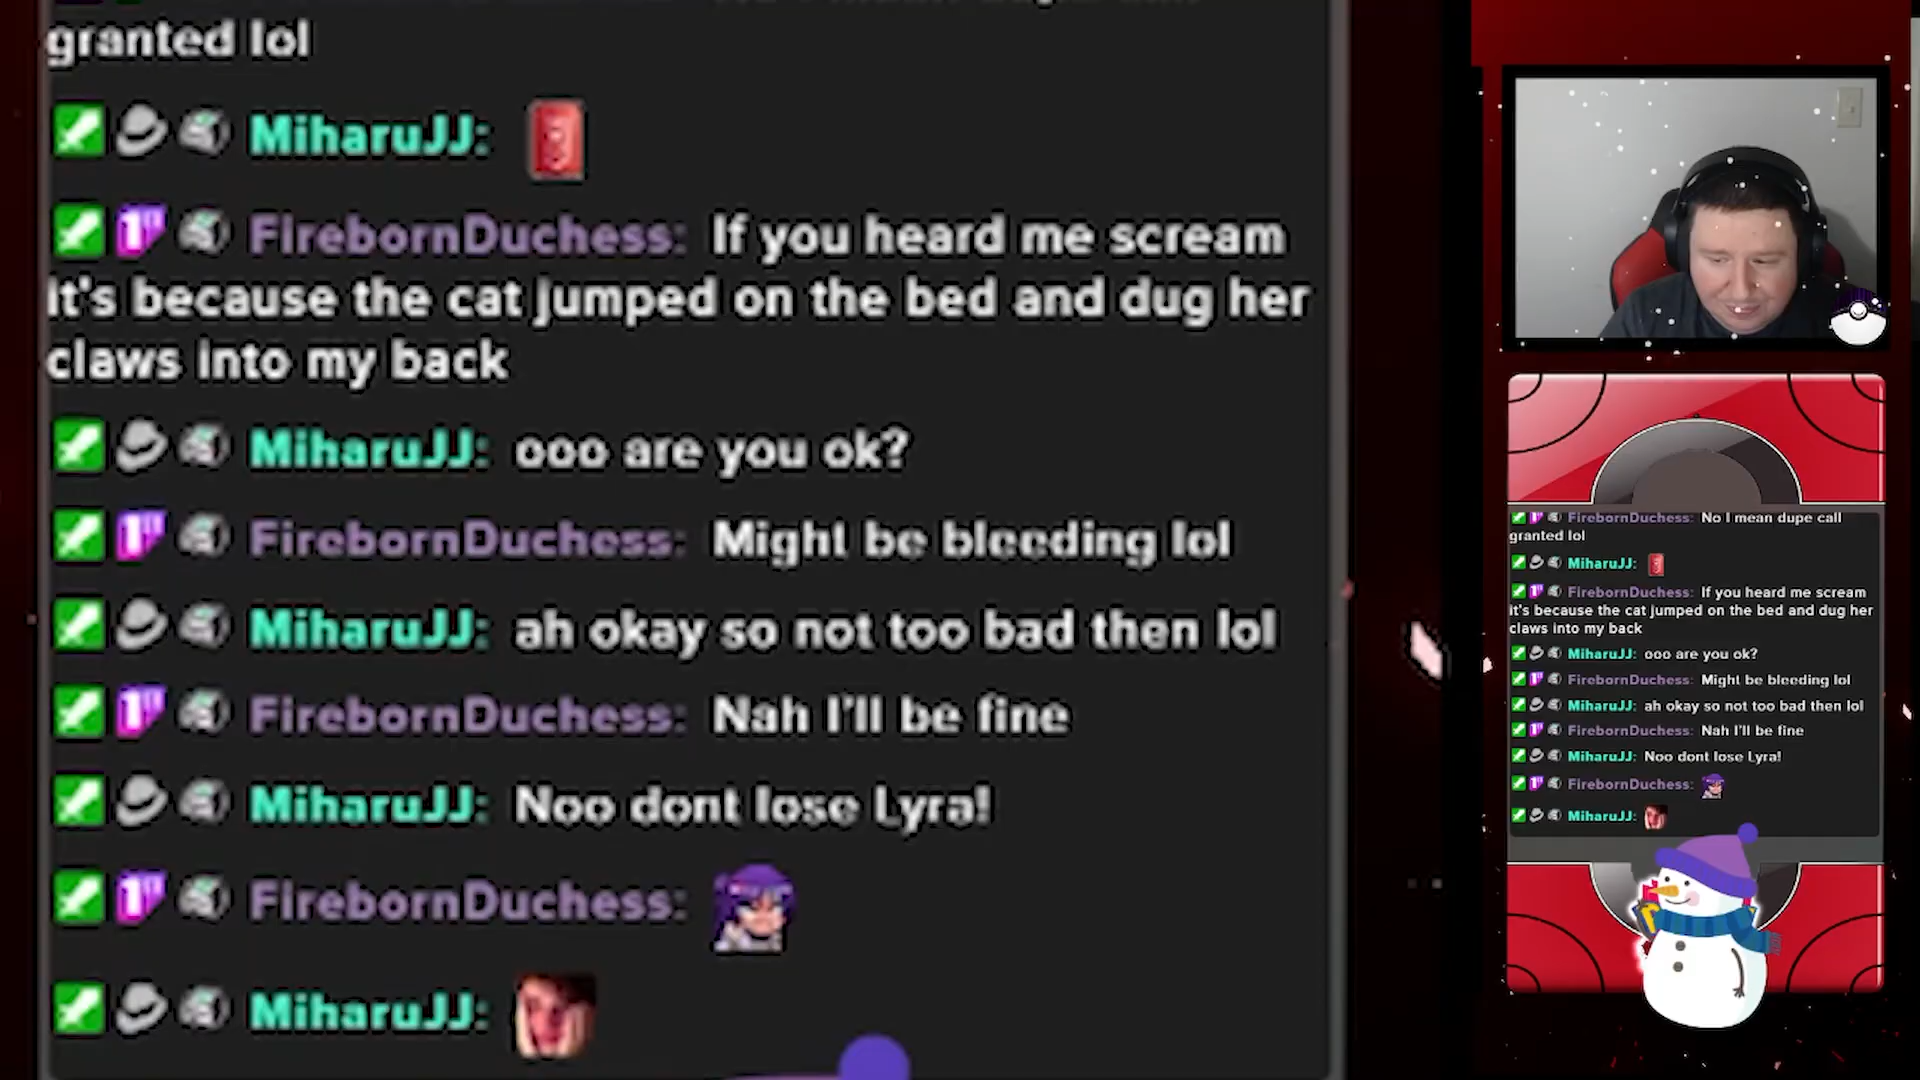 granted lol
MiharuJJ:
FirebornDuchess: If you heard me scream
it's because the cat jumped on the bed and dug her
claws into my back
MiharuJJ: ooo are you ok?
FirebornDuchess: Might be bleeding lol
MiharuJJ: ah okay so not too bad then lol
FirebornDuchess: Nah I'll be fine
MiharuJJ: Noo dont lose Lyra!
FirebornDuchess:
MiharuJJ:
FirebornDuchess: No I mean dupe call
granted lol
MiharuJJ:
FirebornDuchess: If you heard me scream
it's because the cat jumped on the bed and dug her
claws into my back
MiharuJJ: ooo are you ok?
FirebornDuchess: Might be bleeding lol
MiharuJJ: ah okay so not too bad then lol
FirebornDuchess: Nah I'll be fine
MiharuJJ: Noo dont lose Lyra!
FirebornDuchess:
MiharuJJ: